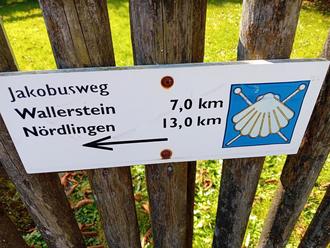 Jakobusweg
Wallerstein 7,0 km
Nördlingen 13,0 km